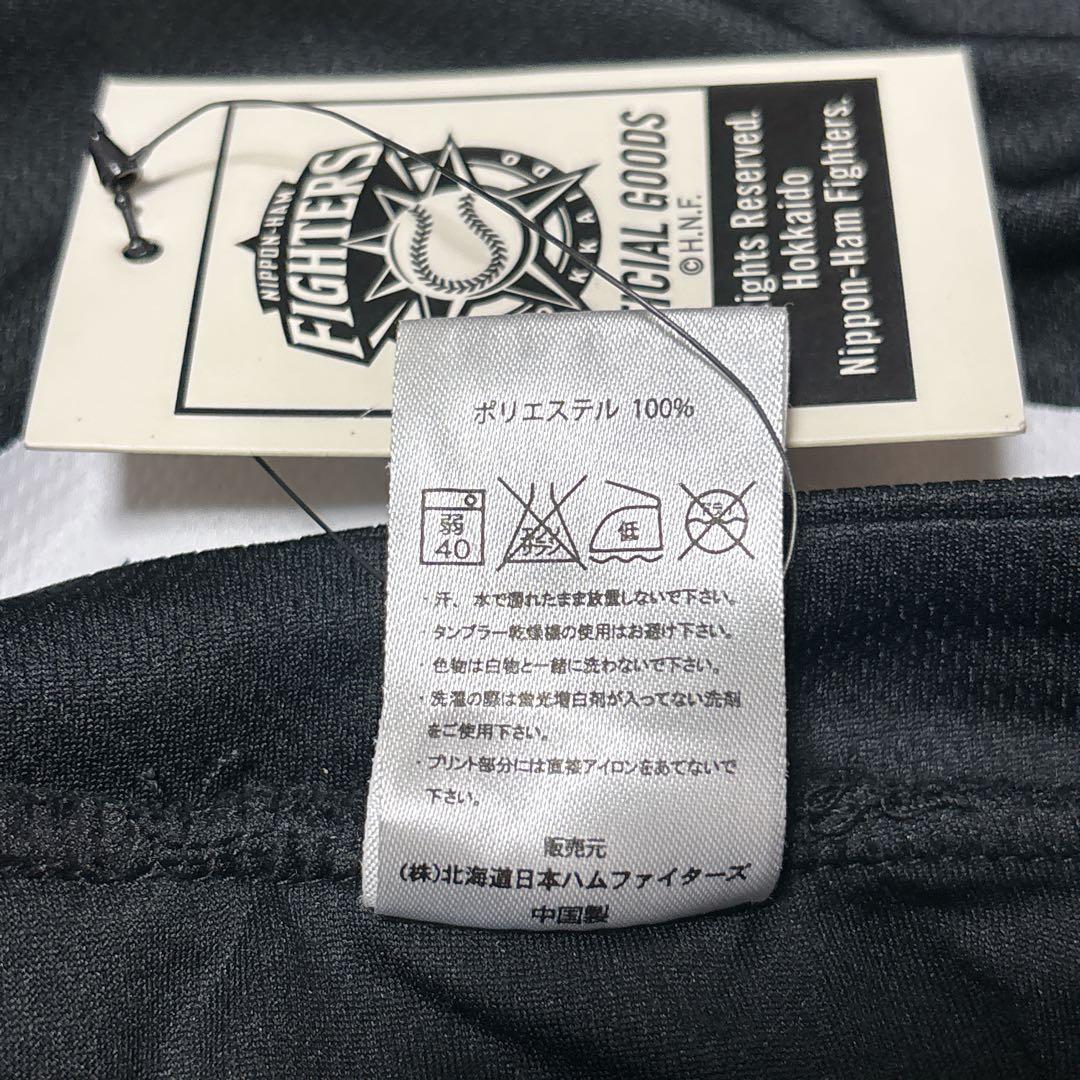 NIPPON-HAM
FIGHTERS
OFFICIAL GOODS
©H.N.F.
Rights Reserved.
Hokkaido
Nippon-Ham Fighters.
ポリエステル 100%
弱
40
低
・汗、水で濡れたまま放置しないで下さい。
・タンブラー乾燥機の使用はお避け下さい。
・色物は白物と一緒に洗わないで下さい。
・洗濯の際は蛍光増白剤が入ってない洗剤
をご使用下さい。
・プリント部分には直接アイロンをあてないで
下さい。
販売元
(株)北海道日本ハムファイターズ
中国製